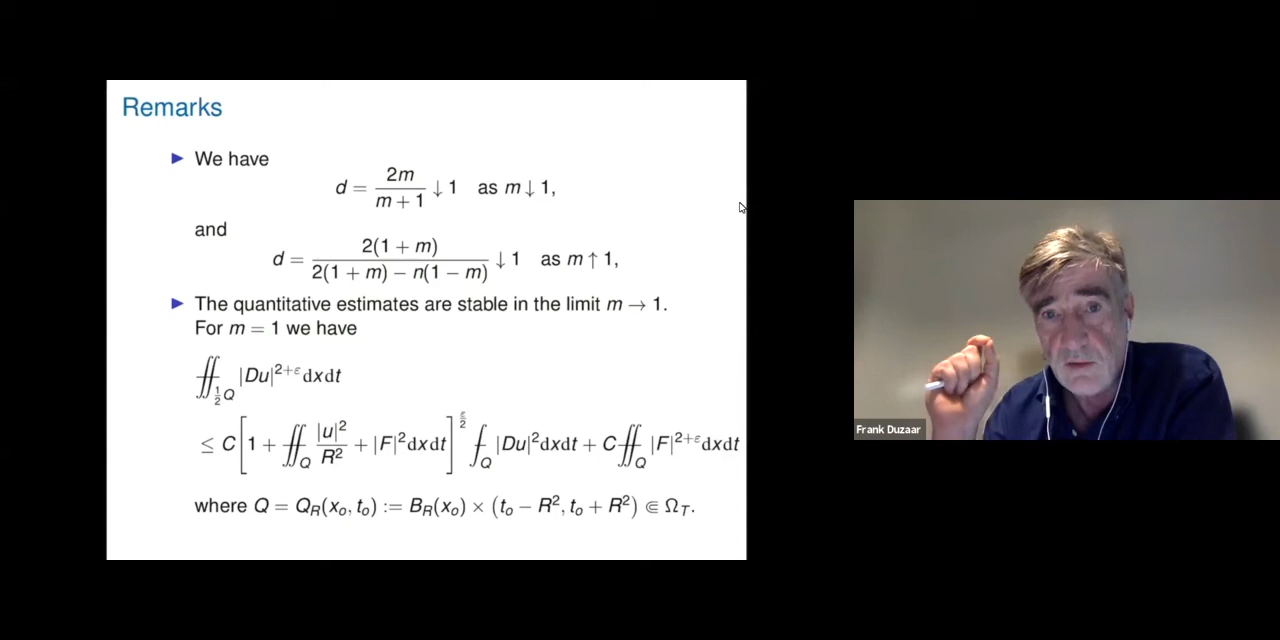 Remarks
▶ We have
d = 2m / (m + 1) ↓ 1 as m ↓ 1,
and
d = 2(1 + m) / (2(1 + m) − n(1 − m)) ↓ 1 as m ↑ 1,
▶ The quantitative estimates are stable in the limit m → 1.
For m = 1 we have
∬_{½Q} |Du|^{2+ε} dxdt
≤ C[1 + ∬_Q |u|²/R² + |F|² dxdt]^{ε/2} ⨍_Q |Du|² dxdt + C∬_Q |F|^{2+ε} dxdt
where Q = Q_R(x_o, t_o) := B_R(x_o) × (t_o − R², t_o + R²) ⋐ Ω_T.
Frank Duzaar